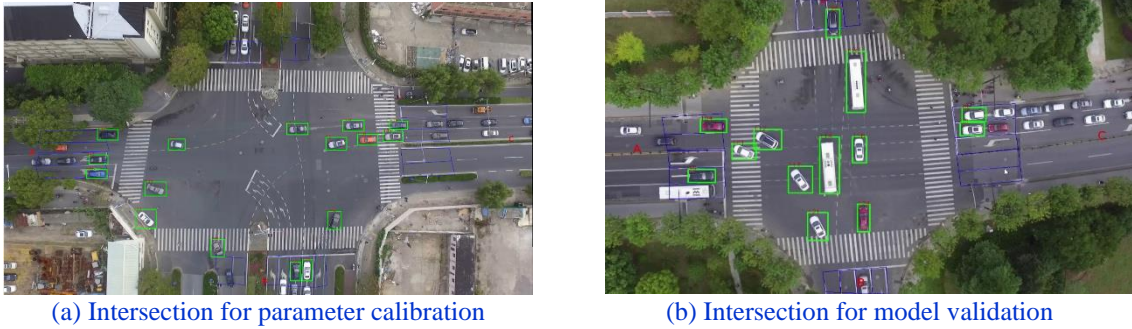 A
C
(a) Intersection for parameter calibration
(b) Intersection for model validation